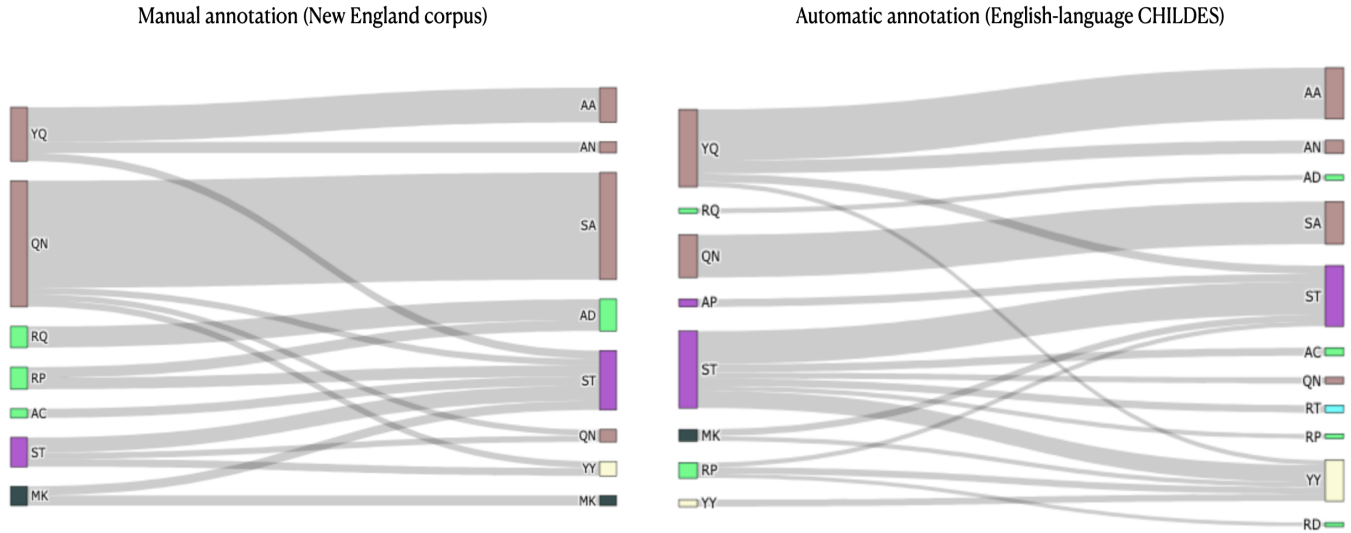 Manual annotation (New England corpus)
YQ
QN
RQ
RP
AC
ST
MK
AA
AN
SA
AD
ST
QN
YY
MK
Automatic annotation (English-language CHILDES)
YQ
RQ
QN
AP
ST
MK
RP
YY
AA
AN
AD
SA
ST
AC
QN
RT
RP
YY
RD